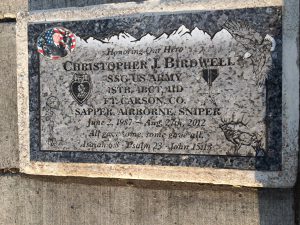 Honoring Our Hero
Christopher J. Birdwell
SSG US ARMY
1STB, 4BCT, 4ID
FT. CARSON, CO.
SAPPER, AIRBORNE, SNIPER
June 2, 1987 – Aug. 27th, 2012
All gave some, some gave all.
Isaiah 6:8 · Psalm 23 · John 15:13